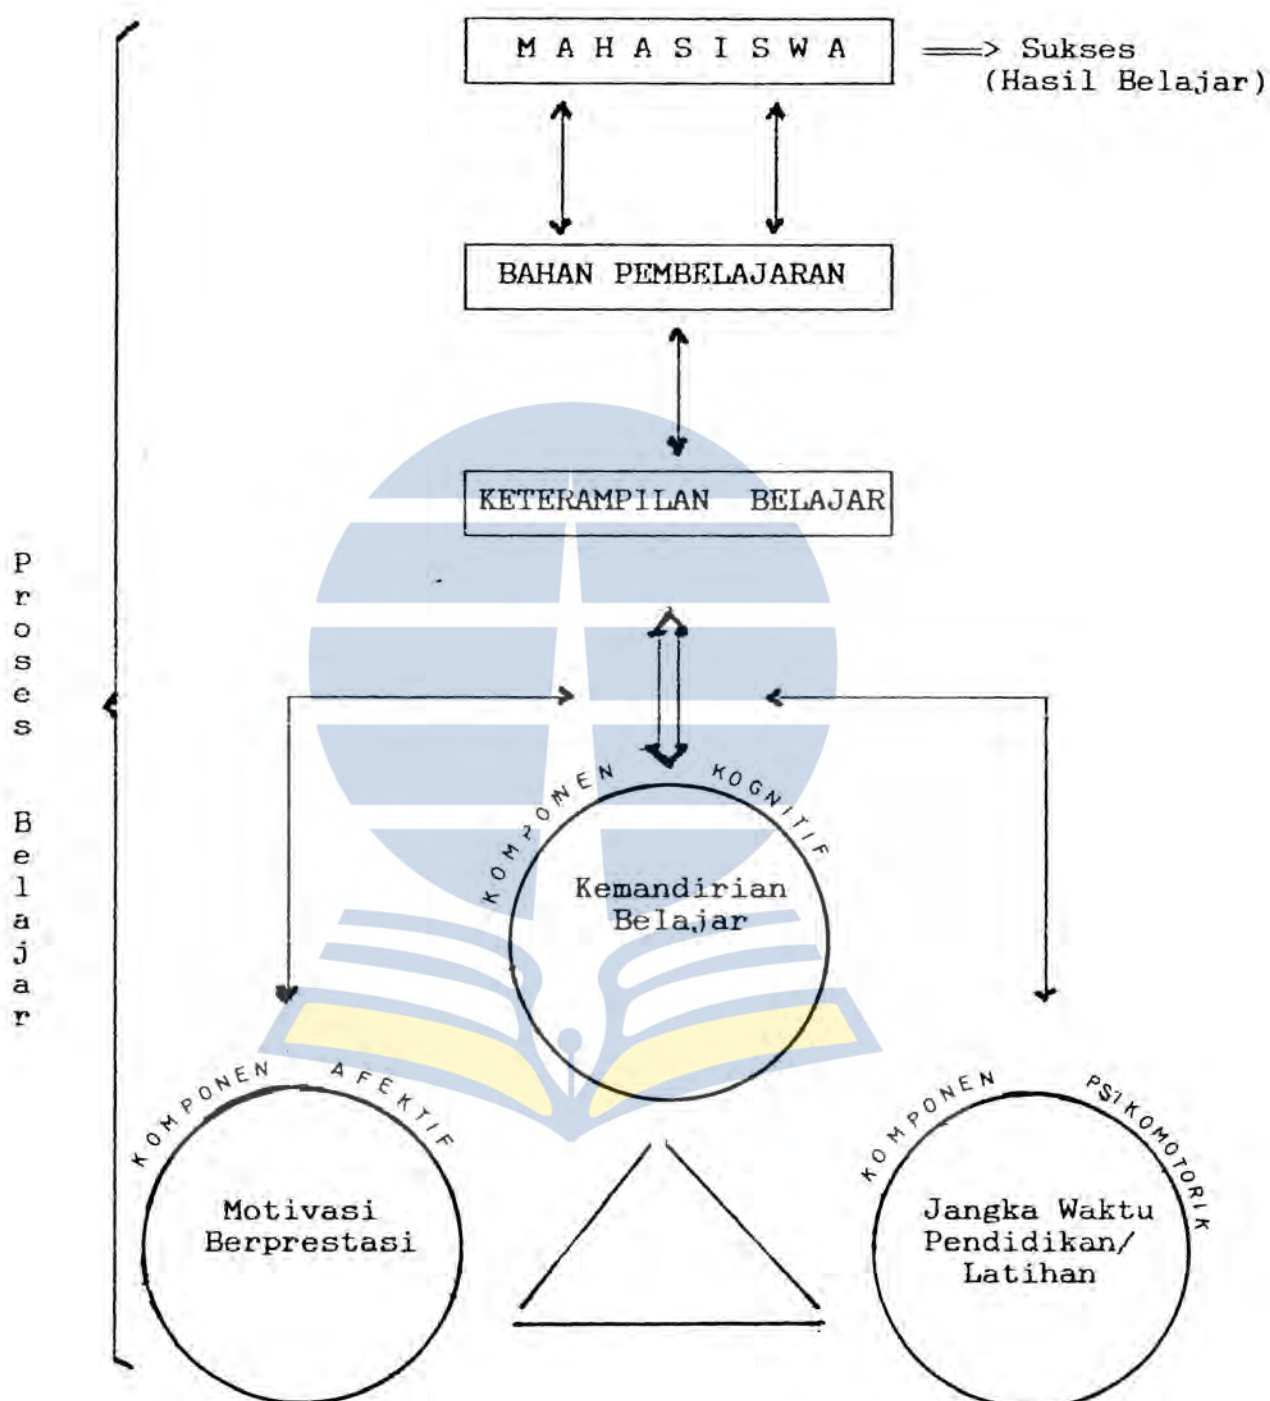 M A H A S I S W A
==> Sukses
(Hasil Belajar)
BAHAN PEMBELAJARAN
KETERAMPILAN BELAJAR
Proses Belajar
KOMPONEN KOGNITIF
Kemandirian
Belajar
KOMPONEN AFEKTIF
Motivasi
Berprestasi
KOMPONEN PSIKOMOTORIK
Jangka Waktu
Pendidikan/
Latihan